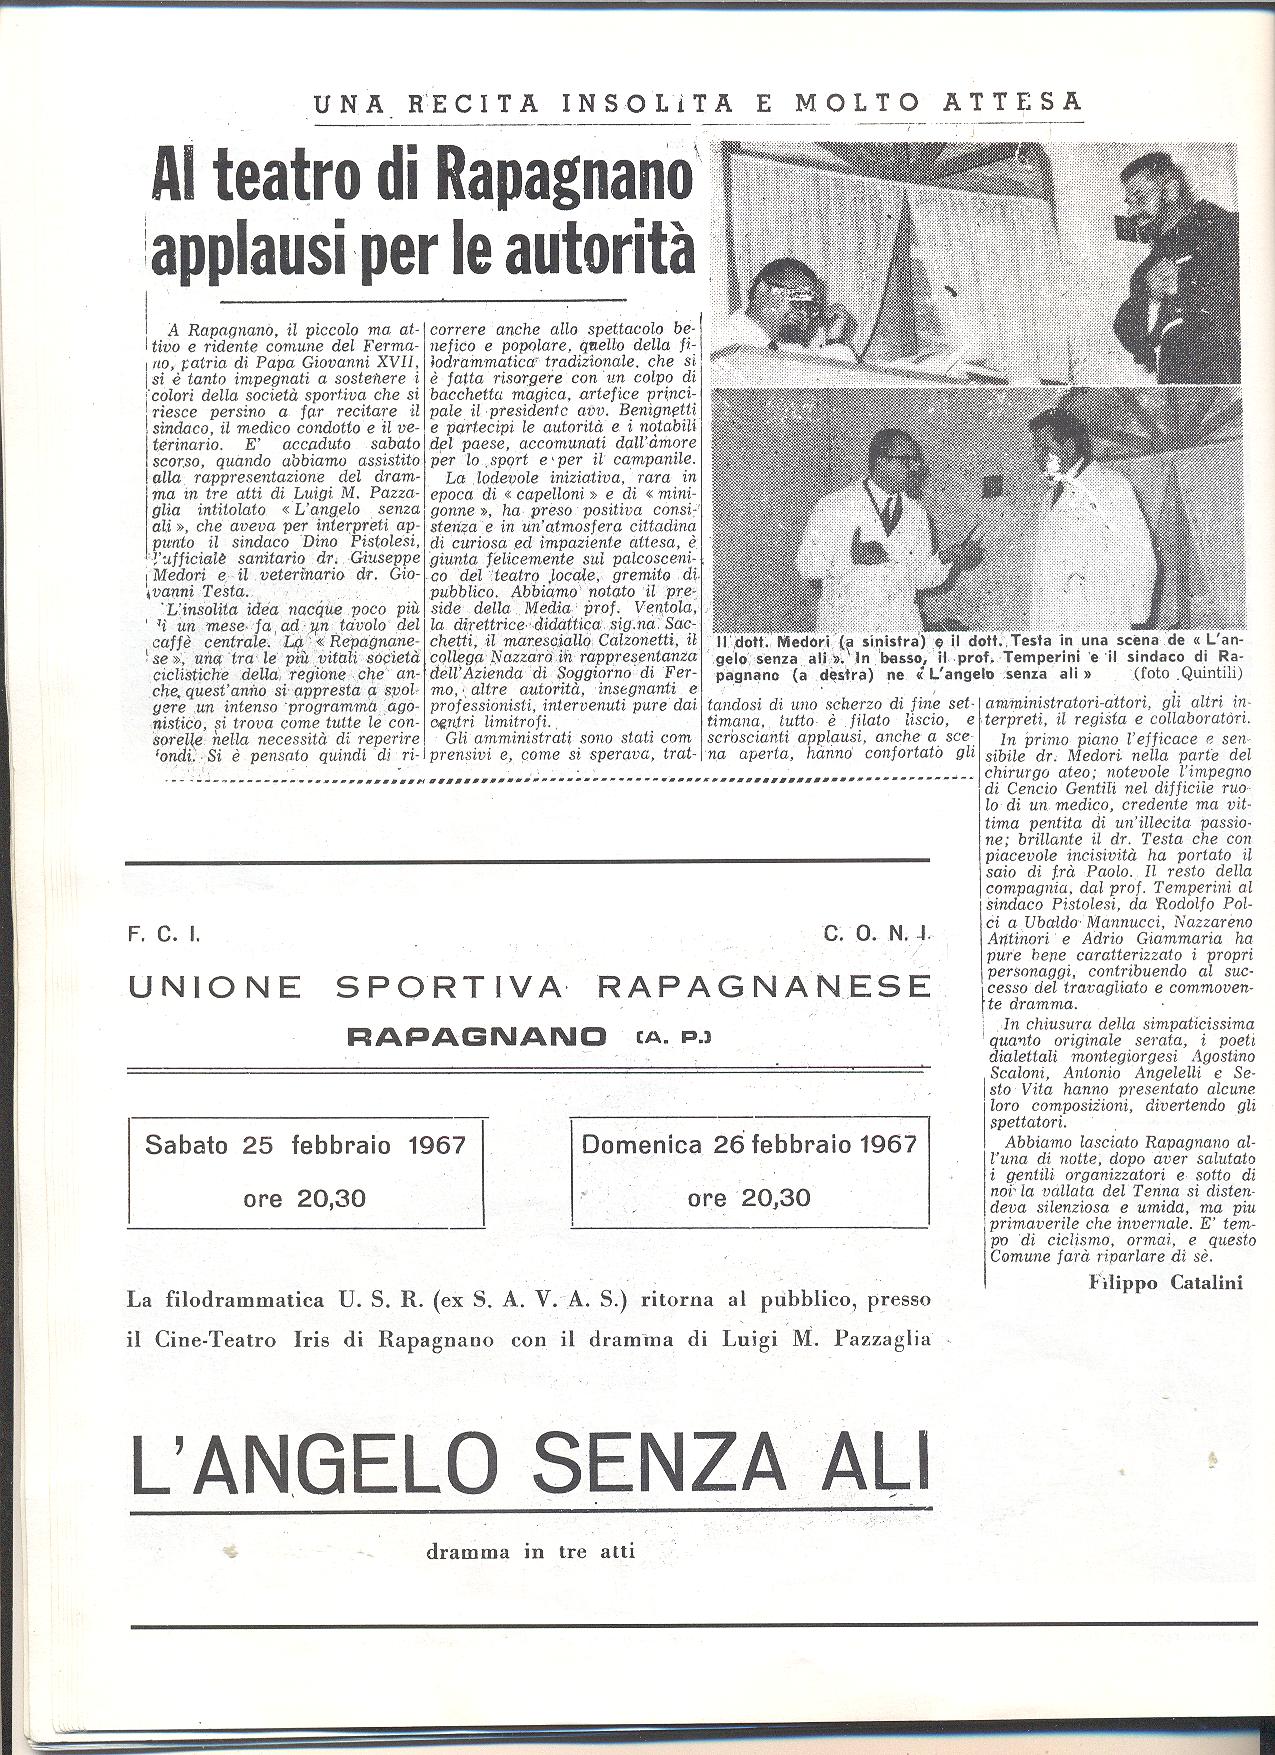 UNA RECITA INSOLITA E MOLTO ATTESA
Al teatro di Rapagnano
applausi per le autorità
A Rapagnano, il piccolo ma at-
tivo e ridente comune del Ferma-
no, patria di Papa Giovanni XVII,
si è tanto impegnati a sostenere i
colori della società sportiva che si
riesce persino a far recitare il
sindaco, il medico condotto e il ve-
terinario. E' accaduto sabato
scorso, quando abbiamo assistito
alla rappresentazione del dram-
ma in tre atti di Luigi M. Pazza-
glia intitolato « L'angelo senza
ali », che aveva per interpreti ap-
punto il sindaco Dino Pistolesi,
l'ufficiale sanitario dr. Giuseppe
Medori e il veterinario dr. Gio-
vanni Testa.
L'insolita idea nacque poco più
di un mese fa ad un tavolo del
caffè centrale. La « Repagnane-
se », una tra le più vitali società
ciclistiche della regione che an-
che quest'anno si appresta a svol-
gere un intenso programma ago-
nistico, si trova come tutte le con-
sorelle nella necessità di reperire
fondi. Si è pensato quindi di ri-
correre anche allo spettacolo be-
nefico e popolare, quello della fi-
lodrammatica tradizionale, che si
è fatta risorgere con un colpo di
bacchetta magica, artefice princi-
pale il presidente avv. Benignetti
e partecipi le autorità e i notabili
del paese, accomunati dall'amore
per lo sport e per il campanile.
La lodevole iniziativa, rara in
epoca di « capelloni » e di « mini-
gonne », ha preso positiva consi-
stenza e in un'atmosfera cittadina
di curiosa ed impaziente attesa, è
giunta felicemente sul palcosceni-
co del teatro locale, gremito di
pubblico. Abbiamo notato il pre-
side della Media prof. Ventola,
la direttrice didattica sig.na Sac-
chetti, il maresciallo Calzonetti, il
collega Nazzaro in rappresentanza
dell'Azienda di Soggiorno di Fer-
mo, altre autorità, insegnanti e
professionisti, intervenuti pure dai
centri limitrofi.
Gli amministrati sono stati com
prensivi e, come si sperava, trat-
Il dott. Medori (a sinistra) e il dott. Testa in una scena de « L'an-
gelo senza ali ». In basso, il prof. Temperini e il sindaco di Ra-
pagnano (a destra) ne « L'angelo senza ali » (foto Quintili)
tandosi di uno scherzo di fine set-
timana, tutto è filato liscio, e
scroscianti applausi, anche a sce-
na aperta, hanno confortato gli
amministratori-attori, gli altri in-
terpreti, il regista e collaboratori.
In primo piano l'efficace e sen-
sibile dr. Medori nella parte del
chirurgo ateo; notevole l'impegno
di Cencio Gentili nel difficile ruo-
lo di un medico, credente ma vit-
tima pentita di un'illecita passio-
ne; brillante il dr. Testa che con
piacevole incisività ha portato il
saio di frà Paolo. Il resto della
compagnia, dal prof. Temperini al
sindaco Pistolesi, da Rodolfo Pol-
ci a Ubaldo Mannucci, Nazzareno
Antinori e Adrio Giammaria ha
pure bene caratterizzato i propri
personaggi, contribuendo al suc-
cesso del travagliato e commoven-
te dramma.
In chiusura della simpaticissima
quanto originale serata, i poeti
dialettali montegiorgesi Agostino
Scaloni, Antonio Angelelli e Se-
sto Vita hanno presentato alcune
loro composizioni, divertendo gli
spettatori.
Abbiamo lasciato Rapagnano al-
l'una di notte, dopo aver salutato
i gentili organizzatori e sotto di
noi la vallata del Tenna si disten-
deva silenziosa e umida, ma piu
primaverile che invernale. E' tem-
po di ciclismo, ormai, e questo
Comune farà riparlare di sè.
Filippo Catalini
F. C. I. C. O. N. I.
UNIONE SPORTIVA RAPAGNANESE
RAPAGNANO (A. P.)
Sabato 25 febbraio 1967
ore 20,30
Domenica 26 febbraio 1967
ore 20,30
La filodrammatica U. S. R. (ex S. A. V. A. S.) ritorna al pubblico, presso
il Cine-Teatro Iris di Rapagnano con il dramma di Luigi M. Pazzaglia
L'ANGELO SENZA ALI
dramma in tre atti